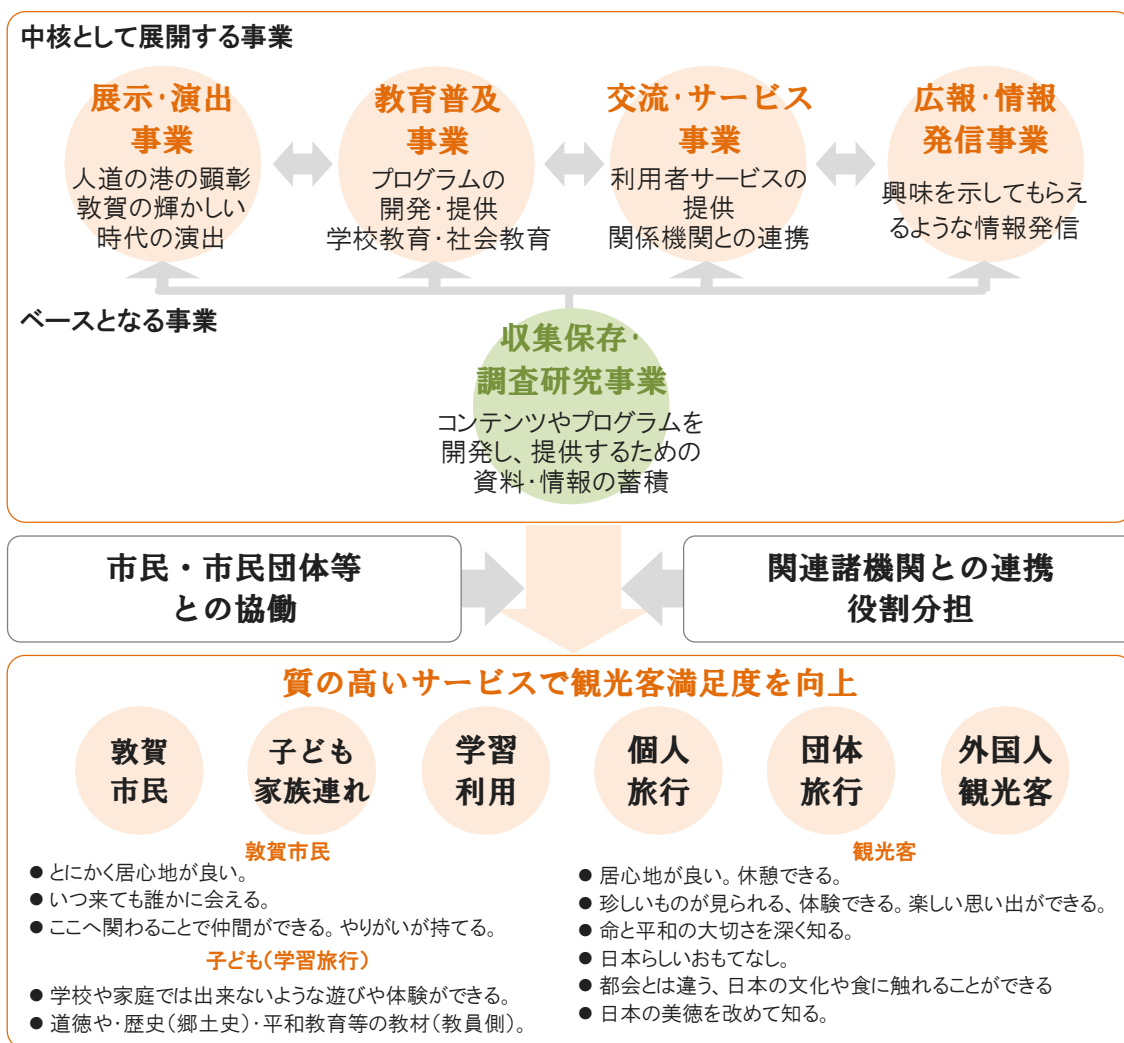 中核として展開する事業
展示・演出
事業
人道の港の顕彰
敦賀の輝かしい
時代の演出
教育普及
事業
プログラムの
開発・提供
学校教育・社会教育
交流・サービス
事業
利用者サービスの
提供
関係機関との連携
広報・情報
発信事業
興味を示してもらえ
るような情報発信
ベースとなる事業
収集保存・
調査研究事業
コンテンツやプログラムを
開発し、提供するための
資料・情報の蓄積
市民・市民団体等
との協働
関連諸機関との連携
役割分担
質の高いサービスで観光客満足度を向上
敦賀
市民
子ども
家族連れ
学習
利用
個人
旅行
団体
旅行
外国人
観光客
敦賀市民
● とにかく居心地が良い。
● いつ来ても誰かに会える。
● ここへ関わることで仲間ができる。やりがいが持てる。
子ども(学習旅行)
● 学校や家庭では出来ないような遊びや体験ができる。
● 道徳や・歴史(郷土史)・平和教育等の教材(教員側)。
観光客
● 居心地が良い。休憩できる。
● 珍しいものが見られる、体験できる。楽しい思い出ができる。
● 命と平和の大切さを深く知る。
● 日本らしいおもてなし。
● 都会とは違う、日本の文化や食に触れることができる
● 日本の美徳を改めて知る。